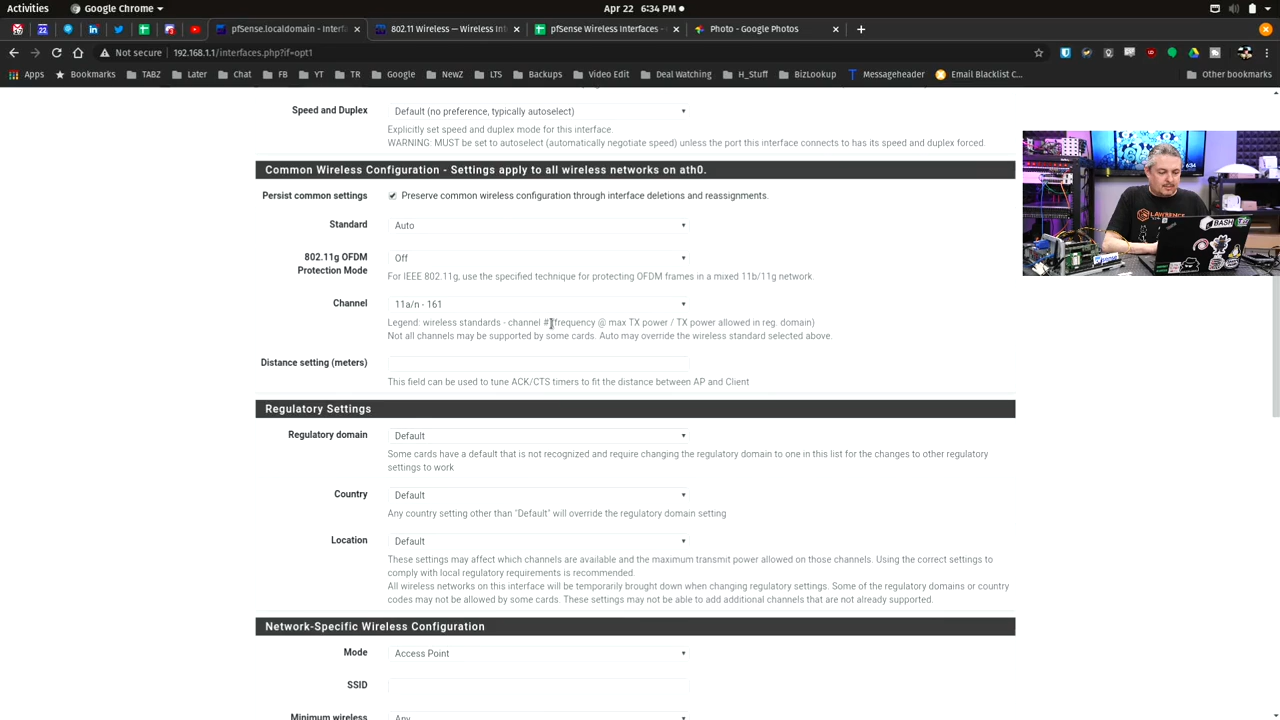 Activities
Google Chrome
Apr 22 6:34 PM
pfSense.localdomain - Interfa
802.11 Wireless — Wireless Int
pfSense Wireless Interfaces -
Photo - Google Photos
Not secure
192.168.1.1/interfaces.php?if=opt1
Apps
Bookmarks
TABZ
Later
Chat
FB
YT
TR
Google
NewZ
LTS
Backups
Video Edit
Deal Watching
H_Stuff
BizLookup
Messageheader
Email Blacklist C...
Other bookmarks
Speed and Duplex
Default (no preference, typically autoselect)
Explicitly set speed and duplex mode for this interface.
WARNING: MUST be set to autoselect (automatically negotiate speed) unless the port this interface connects to has its speed and duplex forced.
Common Wireless Configuration - Settings apply to all wireless networks on ath0.
Persist common settings
Preserve common wireless configuration through interface deletions and reassignments.
Standard
Auto
802.11g OFDM
Protection Mode
Off
For IEEE 802.11g, use the specified technique for protecting OFDM frames in a mixed 11b/11g network.
Channel
11a/n - 161
Legend: wireless standards - channel # frequency @ max TX power / TX power allowed in reg. domain)
Not all channels may be supported by some cards. Auto may override the wireless standard selected above.
Distance setting (meters)
This field can be used to tune ACK/CTS timers to fit the distance between AP and Client
Regulatory Settings
Regulatory domain
Default
Some cards have a default that is not recognized and require changing the regulatory domain to one in this list for the changes to other regulatory
settings to work
Country
Default
Any country setting other than "Default" will override the regulatory domain setting
Location
Default
These settings may affect which channels are available and the maximum transmit power allowed on those channels. Using the correct settings to
comply with local regulatory requirements is recommended.
All wireless networks on this interface will be temporarily brought down when changing regulatory settings. Some of the regulatory domains or country
codes may not be allowed by some cards. These settings may not be able to add additional channels that are not already supported.
Network-Specific Wireless Configuration
Mode
Access Point
SSID
Minimum wireless
Any
LAWRENCE
BASH